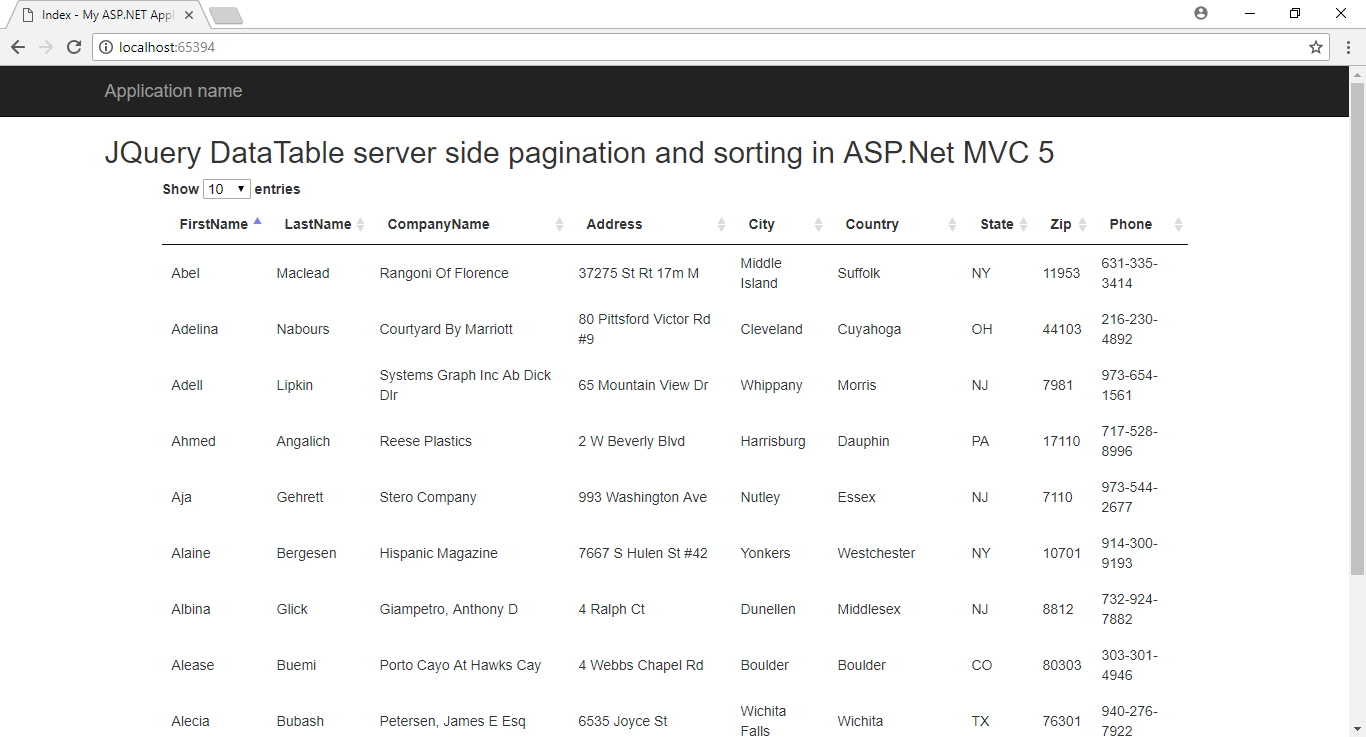 Index - My ASP.NET Appl
localhost:65394
Application name
JQuery DataTable server side pagination and sorting in ASP.Net MVC 5
Show 10 entries
FirstName LastName CompanyName Address City Country State Zip Phone
Abel Maclead Rangoni Of Florence 37275 St Rt 17m M Middle Island Suffolk NY 11953 631-335-3414
Adelina Nabours Courtyard By Marriott 80 Pittsford Victor Rd #9 Cleveland Cuyahoga OH 44103 216-230-4892
Adell Lipkin Systems Graph Inc Ab Dick Dlr 65 Mountain View Dr Whippany Morris NJ 7981 973-654-1561
Ahmed Angalich Reese Plastics 2 W Beverly Blvd Harrisburg Dauphin PA 17110 717-528-8996
Aja Gehrett Stero Company 993 Washington Ave Nutley Essex NJ 7110 973-544-2677
Alaine Bergesen Hispanic Magazine 7667 S Hulen St #42 Yonkers Westchester NY 10701 914-300-9193
Albina Glick Giampetro, Anthony D 4 Ralph Ct Dunellen Middlesex NJ 8812 732-924-7882
Alease Buemi Porto Cayo At Hawks Cay 4 Webbs Chapel Rd Boulder Boulder CO 80303 303-301-4946
Alecia Bubash Petersen, James E Esq 6535 Joyce St Wichita Falls Wichita TX 76301 940-276-7922